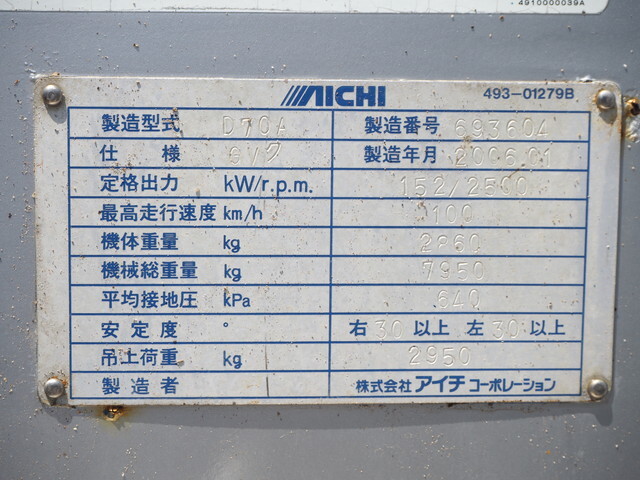 4910000039A
AICHI 493-01279B
製造型式 D70A 製造番号 693604
仕様 製造年月 2006.01
定格出力 kW/r.p.m. 152/2500
最高走行速度 km/h 100
機体重量 kg 2860
機械総重量 kg 7950
平均接地圧 kPa 640
安定度 ° 右30以上 左30以上
吊上荷重 kg 2950
製造者 株式会社アイチコーポレーション